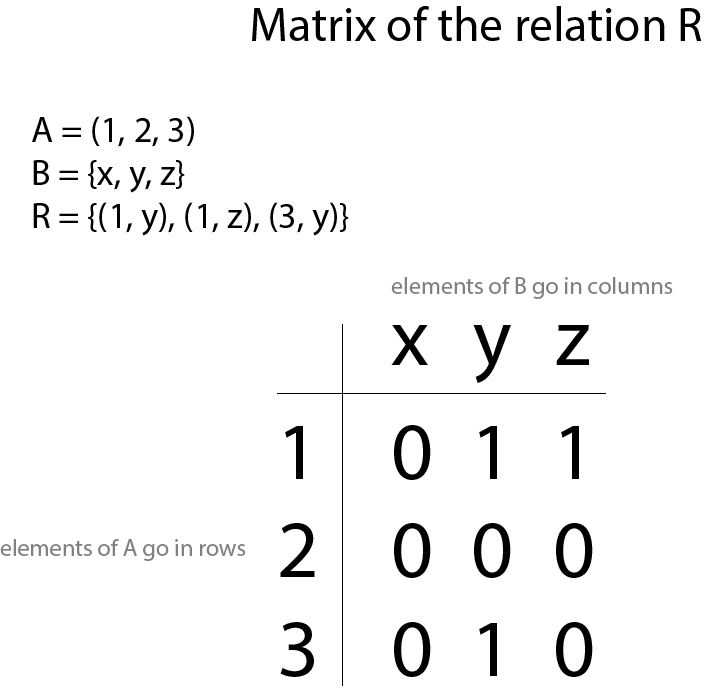 Matrix of the relation R
A = (1, 2, 3)
B = {x, y, z}
R = {(1, y), (1, z), (3, y)}
elements of B go in columns
x y z
1 0 1 1
elements of A go in rows
2 0 0 0
3 0 1 0